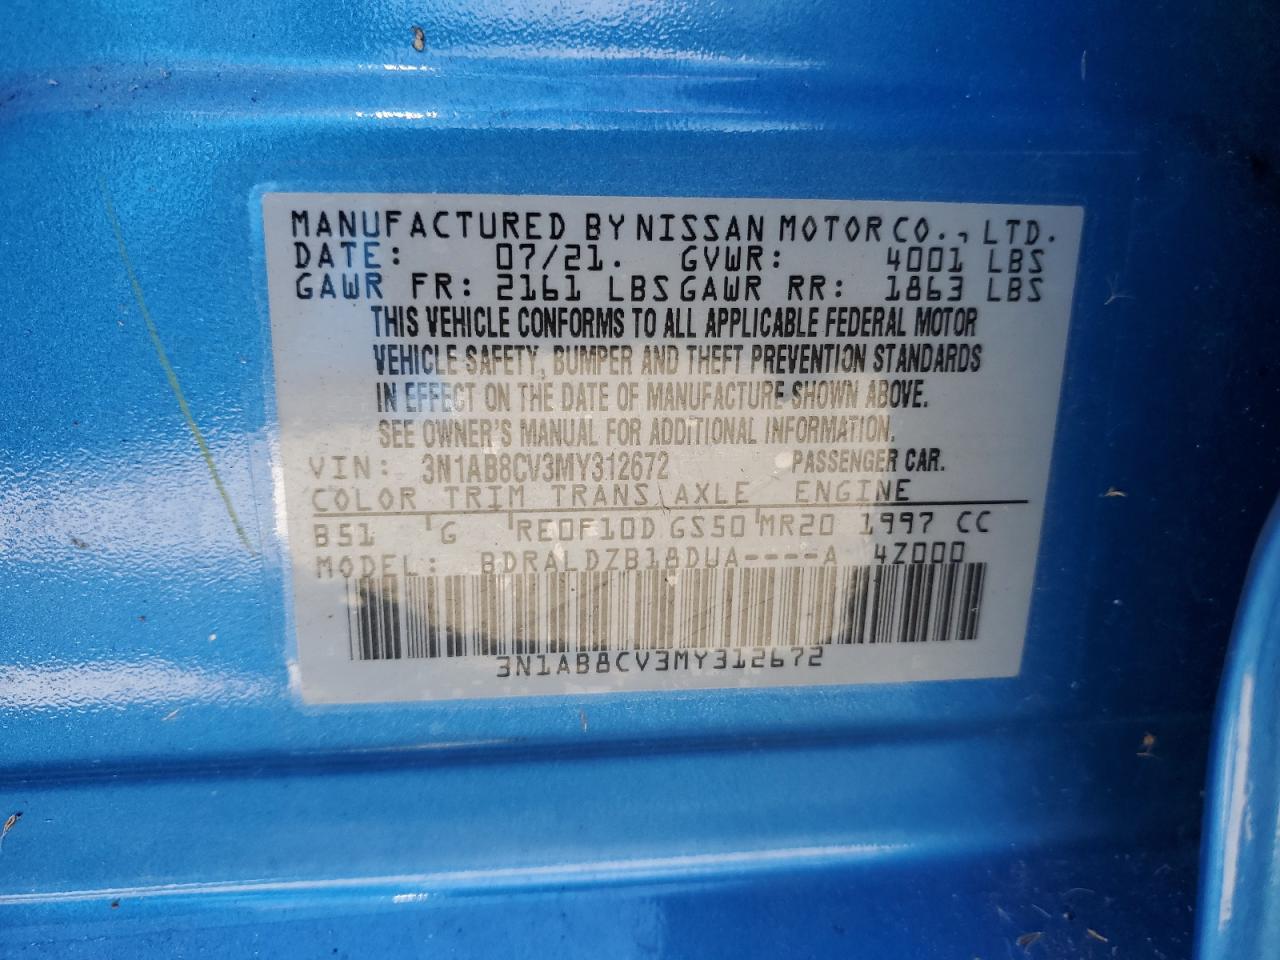 MANUFACTURED BY NISSAN MOTOR CO., LTD.
DATE: 07/21. GVWR: 4001 LBS
GAWR FR: 2161 LBS GAWR RR: 1863 LBS
THIS VEHICLE CONFORMS TO ALL APPLICABLE FEDERAL MOTOR
VEHICLE SAFETY, BUMPER AND THEFT PREVENTION STANDARDS
IN EFFECT ON THE DATE OF MANUFACTURE SHOWN ABOVE.
SEE OWNER'S MANUAL FOR ADDITIONAL INFORMATION.
VIN: 3N1AB8CV3MY312672 PASSENGER CAR.
COLOR TRIM TRANS\AXLE ENGINE
B51 'G 'RE0F10D GS50 'MR20 1997 CC
MODEL: BDRALDZB18DUA----A 4Z000
3N1AB8CV3MY312672